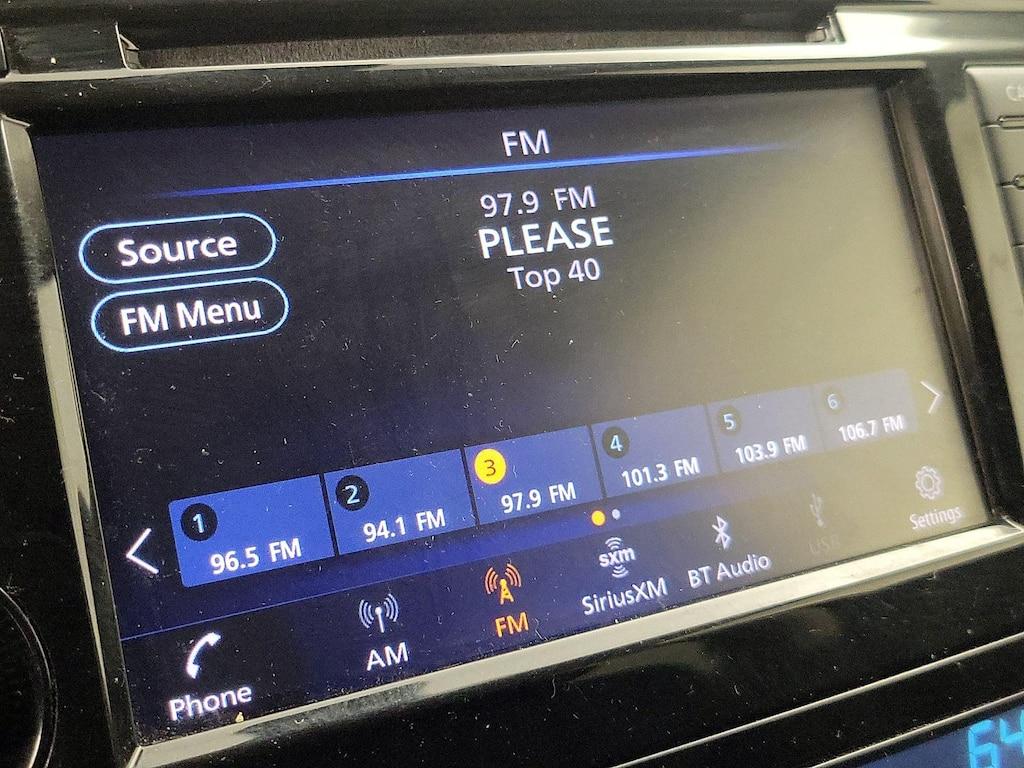 FM
97.9 FM
PLEASE
Top 40
Source
FM Menu
1
96.5 FM
2
94.1 FM
3
97.9 FM
4
101.3 FM
5
103.9 FM
6
106.7 FM
Phone
AM
FM
sxm
SiriusXM
BT Audio
USB
Settings